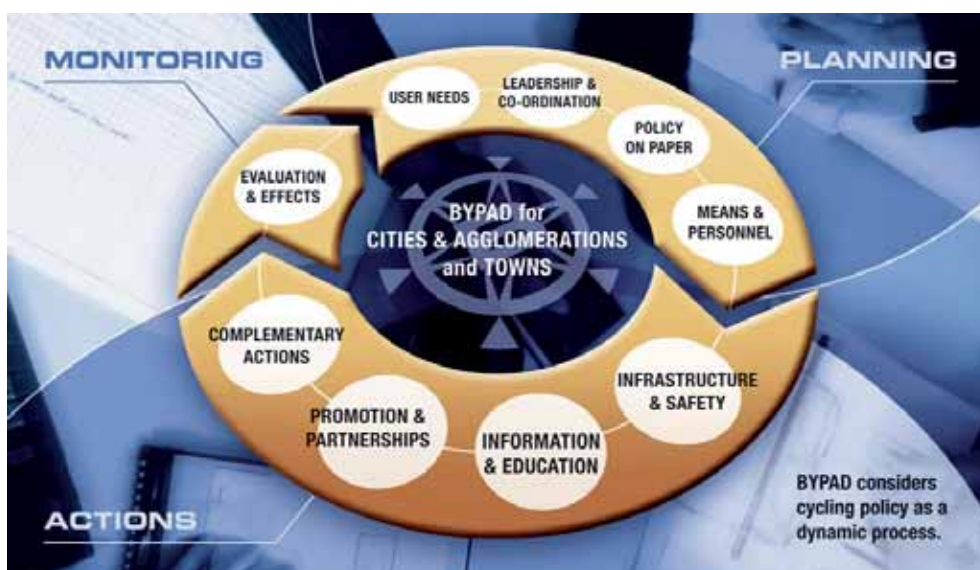 MONITORING
PLANNING
USER NEEDS
LEADERSHIP &
CO-ORDINATION
POLICY
ON PAPER
MEANS &
PERSONNEL
EVALUATION
& EFFECTS
BYPAD for
CITIES & AGGLOMERATIONS
and TOWNS
COMPLEMENTARY
ACTIONS
PROMOTION &
PARTNERSHIPS
INFORMATION
& EDUCATION
INFRASTRUCTURE
& SAFETY
ACTIONS
BYPAD considers
cycling policy as a
dynamic process.